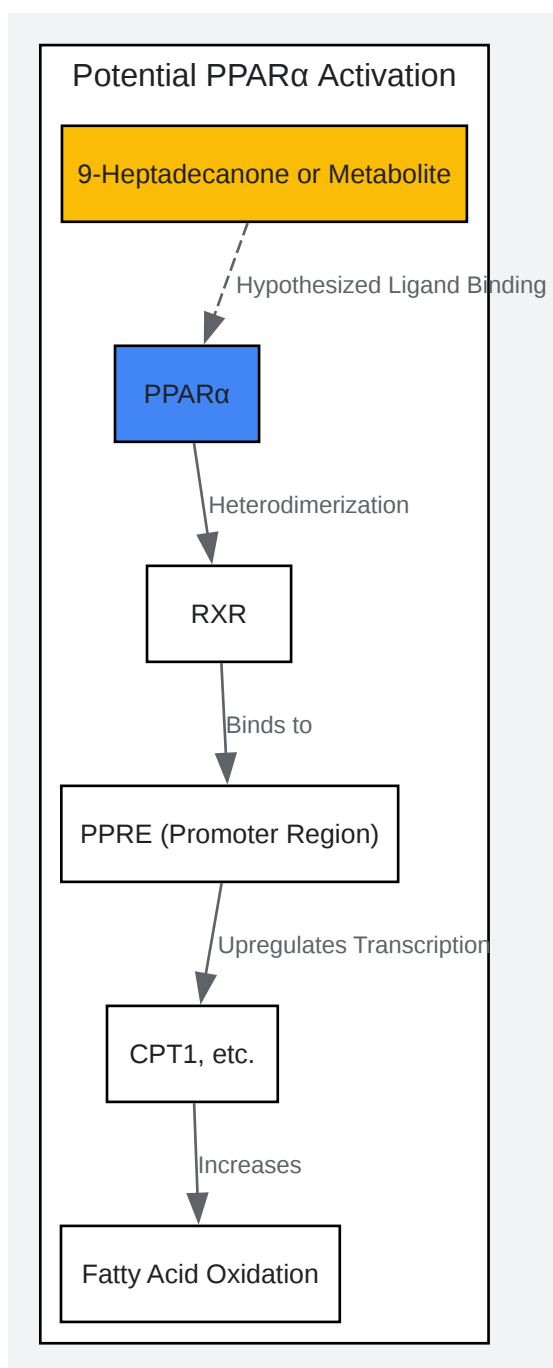 Potential PPARα Activation
9-Heptadecanone or Metabolite
Hypothesized Ligand Binding
PPARα
Heterodimerization
RXR
Binds to
PPRE (Promoter Region)
Upregulates Transcription
CPT1, etc.
Increases
Fatty Acid Oxidation